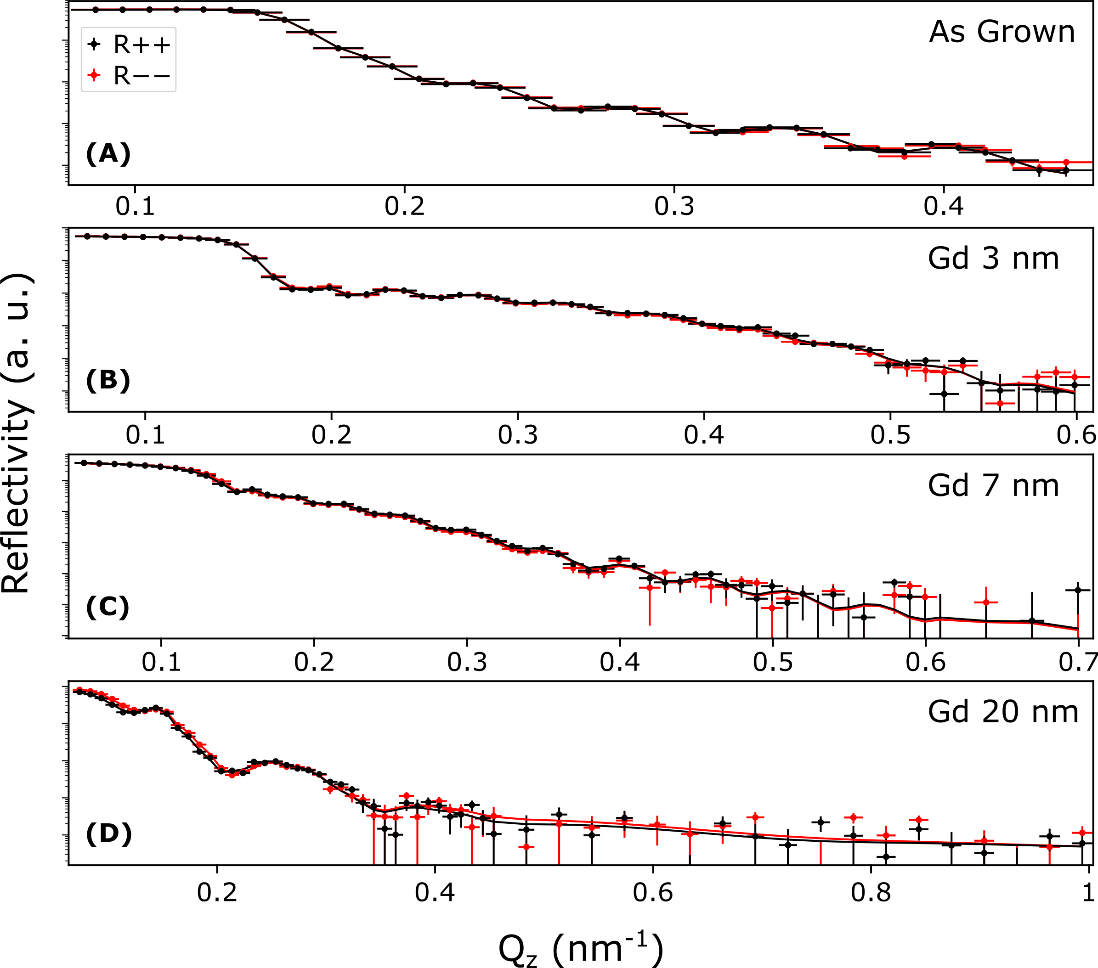 R++
R−−
As Grown
(A)
0.1
0.2
0.3
0.4
Gd 3 nm
(B)
0.1
0.2
0.3
0.4
0.5
0.6
Reflectivity (a. u.)
Gd 7 nm
(C)
0.1
0.2
0.3
0.4
0.5
0.6
0.7
Gd 20 nm
(D)
0.2
0.4
0.6
0.8
1
Qz (nm-1)